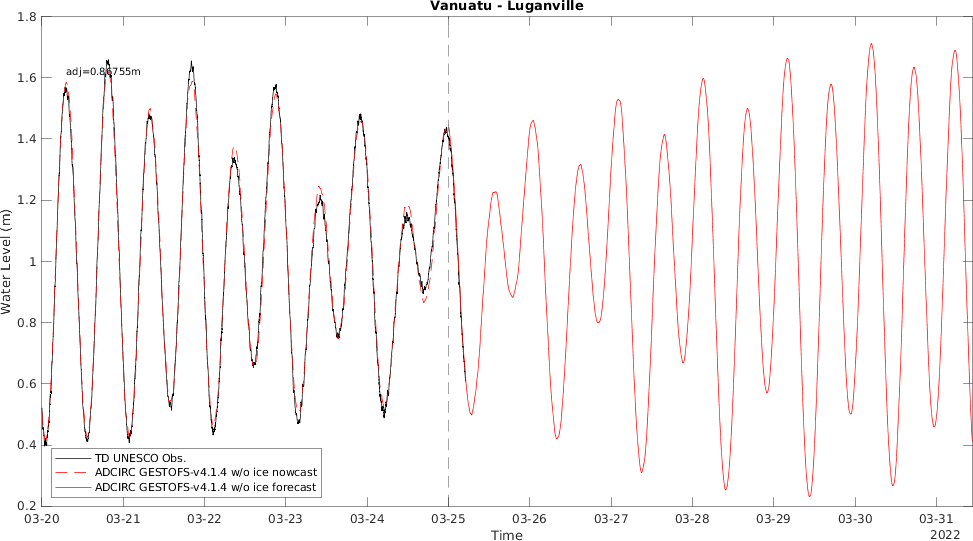 Vanuatu - Luganville
1.8
1.6
1.4
1.2
1
0.8
0.6
0.4
0.2
Water Level (m)
adj=0.86755m
TD UNESCO Obs.
ADCIRC GESTOFS-v4.1.4 w/o ice nowcast
ADCIRC GESTOFS-v4.1.4 w/o ice forecast
03-20 03-21 03-22 03-23 03-24 03-25 03-26 03-27 03-28 03-29 03-30 03-31
Time 2022